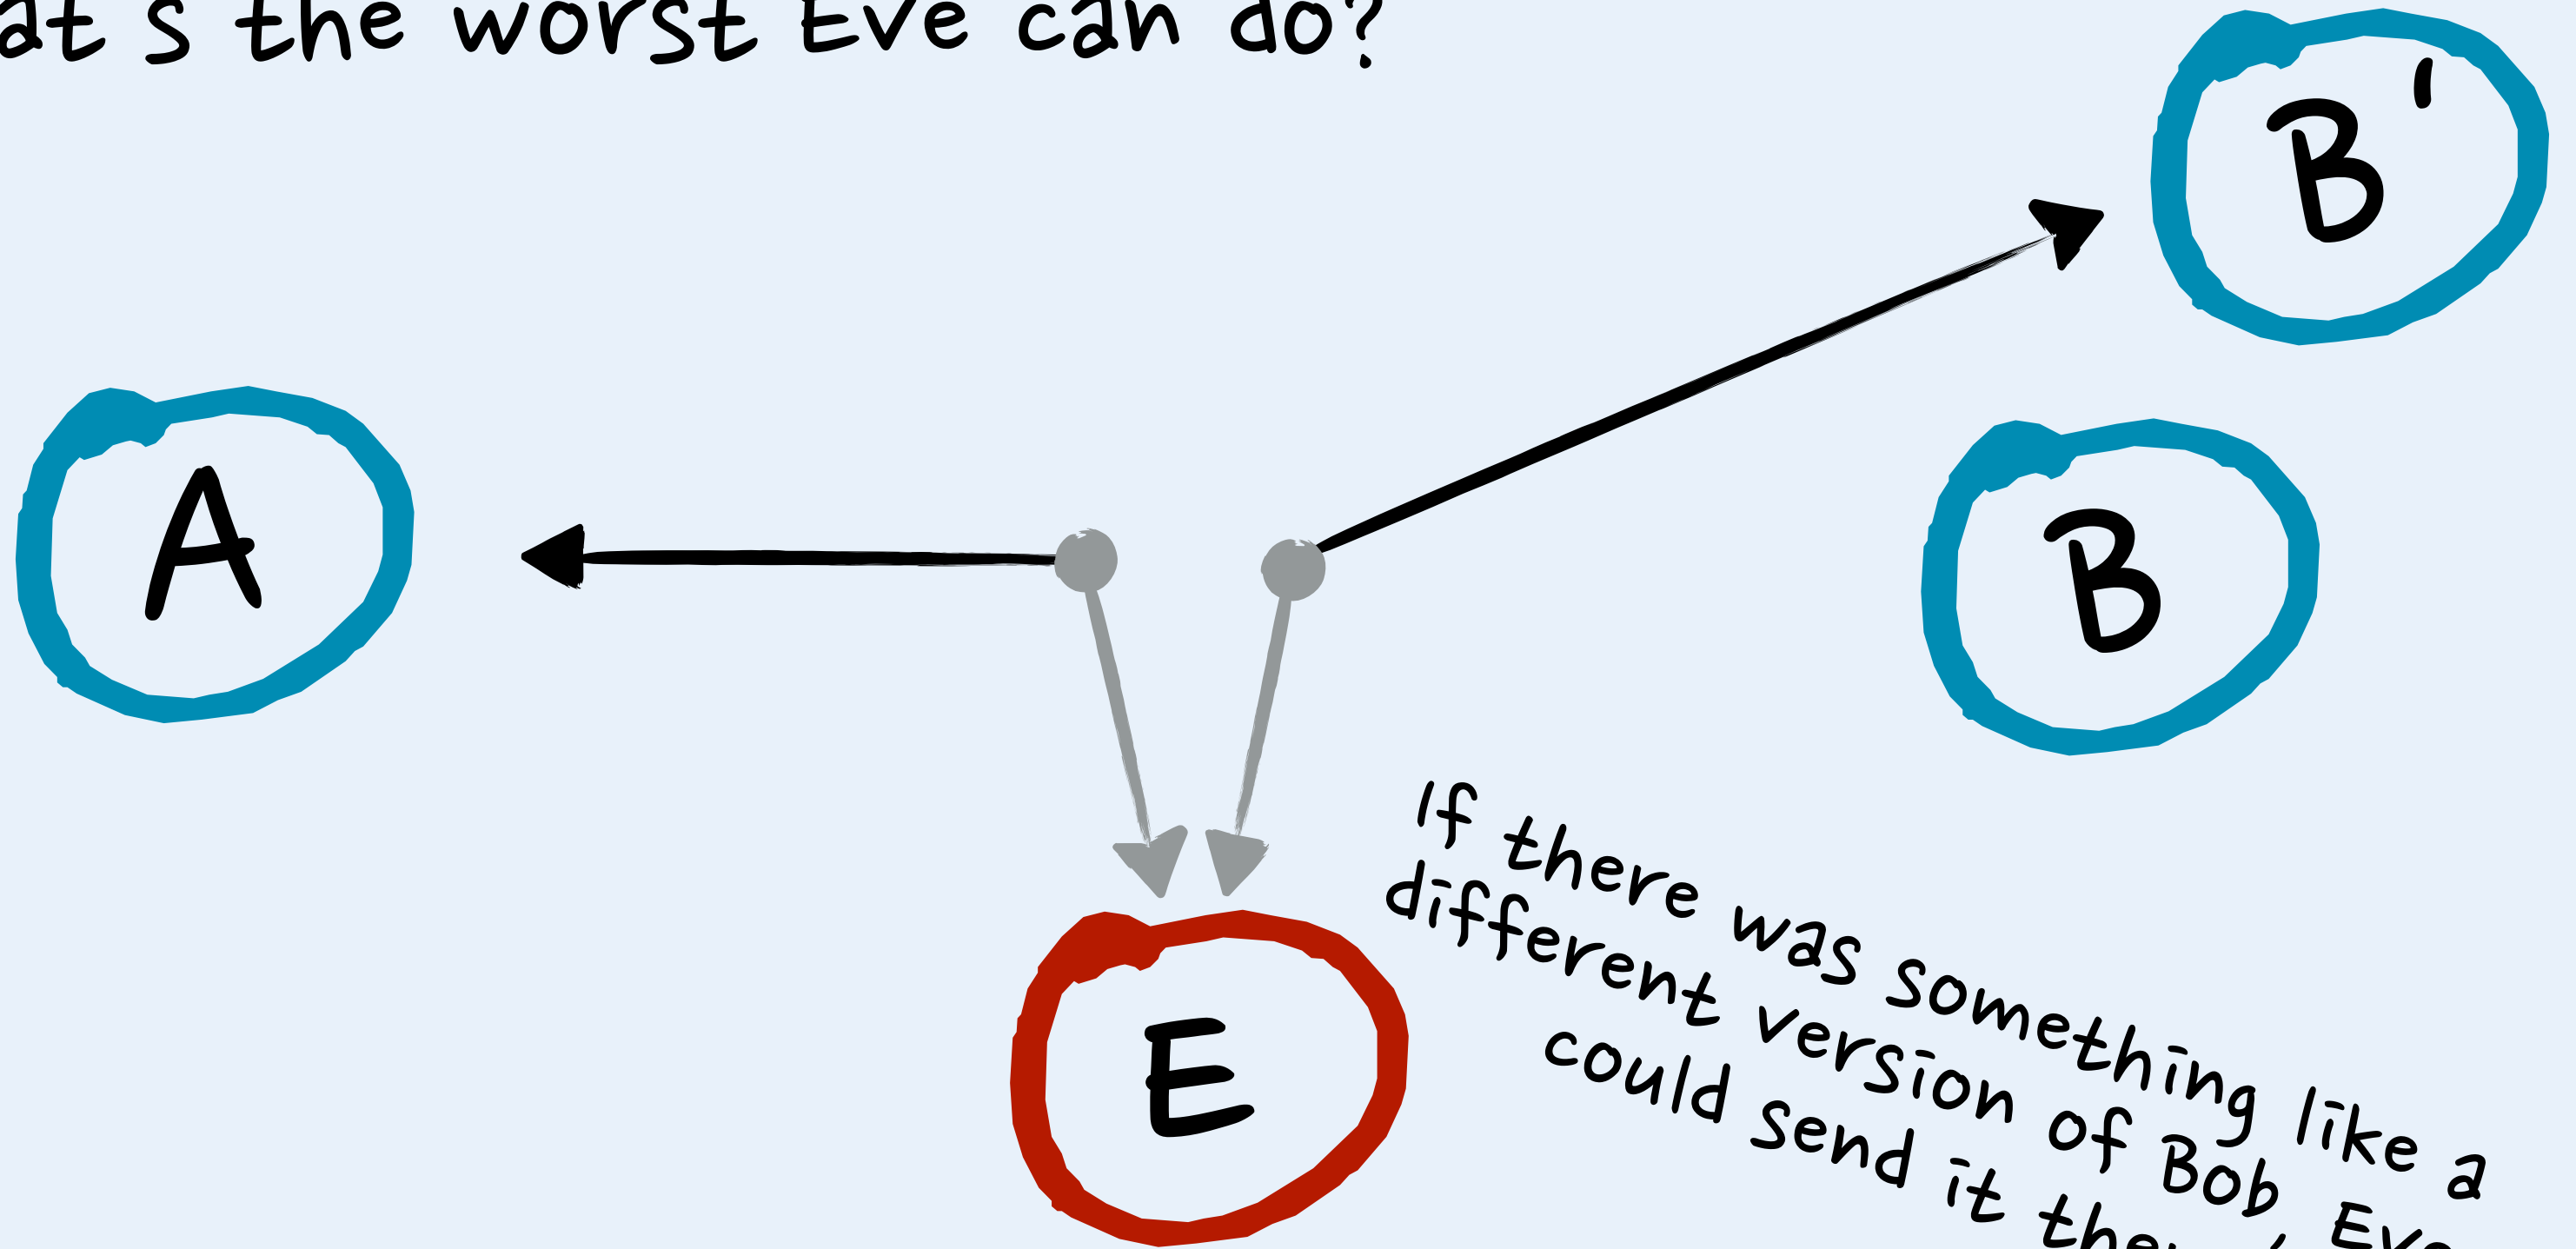 at's the worst Eve can do?
B'
A
B
E
If there was something like a
different version of Bob, Eve
could send it there